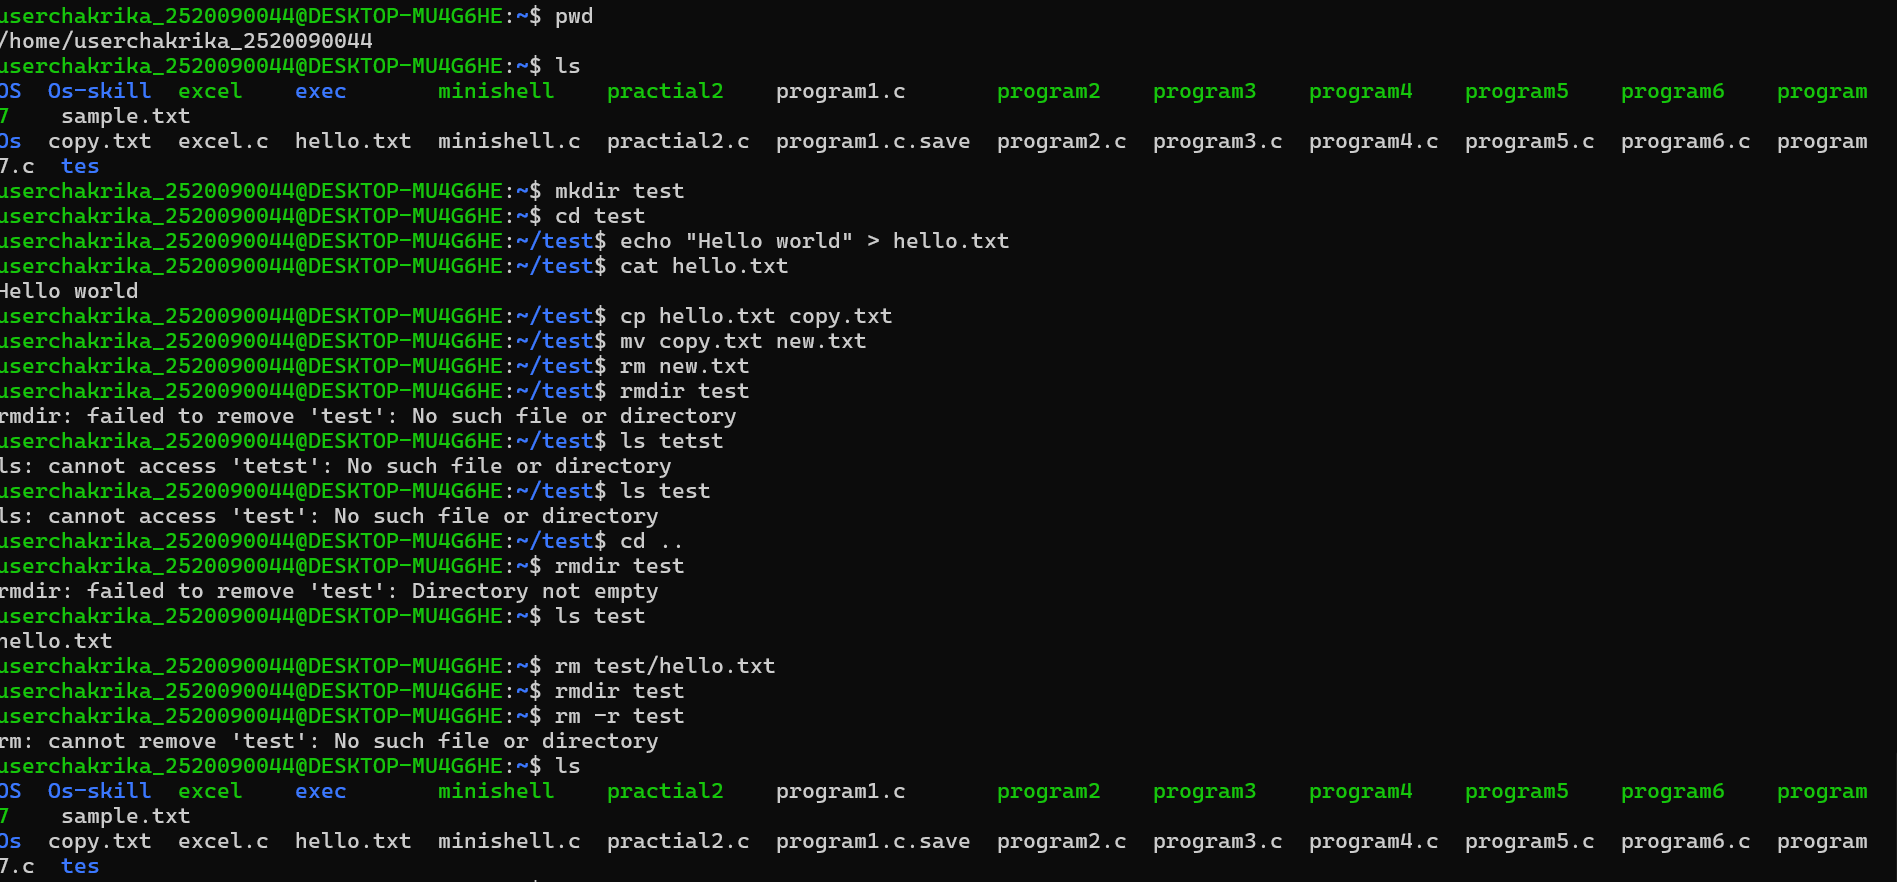 userchakrika_2520090044@DESKTOP-MU4G6HE:~$ pwd
/home/userchakrika_2520090044
userchakrika_2520090044@DESKTOP-MU4G6HE:~$ ls
OS  Os-skill  excel    exec       minishell    practial2    program1.c       program2    program3    program4    program5    program6    program
7    sample.txt
Os  copy.txt  excel.c  hello.txt  minishell.c  practial2.c  program1.c.save  program2.c  program3.c  program4.c  program5.c  program6.c  program
7.c  tes
userchakrika_2520090044@DESKTOP-MU4G6HE:~$ mkdir test
userchakrika_2520090044@DESKTOP-MU4G6HE:~$ cd test
userchakrika_2520090044@DESKTOP-MU4G6HE:~/test$ echo "Hello world" > hello.txt
userchakrika_2520090044@DESKTOP-MU4G6HE:~/test$ cat hello.txt
Hello world
userchakrika_2520090044@DESKTOP-MU4G6HE:~/test$ cp hello.txt copy.txt
userchakrika_2520090044@DESKTOP-MU4G6HE:~/test$ mv copy.txt new.txt
userchakrika_2520090044@DESKTOP-MU4G6HE:~/test$ rm new.txt
userchakrika_2520090044@DESKTOP-MU4G6HE:~/test$ rmdir test
rmdir: failed to remove 'test': No such file or directory
userchakrika_2520090044@DESKTOP-MU4G6HE:~/test$ ls tetst
ls: cannot access 'tetst': No such file or directory
userchakrika_2520090044@DESKTOP-MU4G6HE:~/test$ ls test
ls: cannot access 'test': No such file or directory
userchakrika_2520090044@DESKTOP-MU4G6HE:~/test$ cd ..
userchakrika_2520090044@DESKTOP-MU4G6HE:~$ rmdir test
rmdir: failed to remove 'test': Directory not empty
userchakrika_2520090044@DESKTOP-MU4G6HE:~$ ls test
hello.txt
userchakrika_2520090044@DESKTOP-MU4G6HE:~$ rm test/hello.txt
userchakrika_2520090044@DESKTOP-MU4G6HE:~$ rmdir test
userchakrika_2520090044@DESKTOP-MU4G6HE:~$ rm -r test
rm: cannot remove 'test': No such file or directory
userchakrika_2520090044@DESKTOP-MU4G6HE:~$ ls
OS  Os-skill  excel    exec       minishell    practial2    program1.c       program2    program3    program4    program5    program6    program
7    sample.txt
Os  copy.txt  excel.c  hello.txt  minishell.c  practial2.c  program1.c.save  program2.c  program3.c  program4.c  program5.c  program6.c  program
7.c  tes